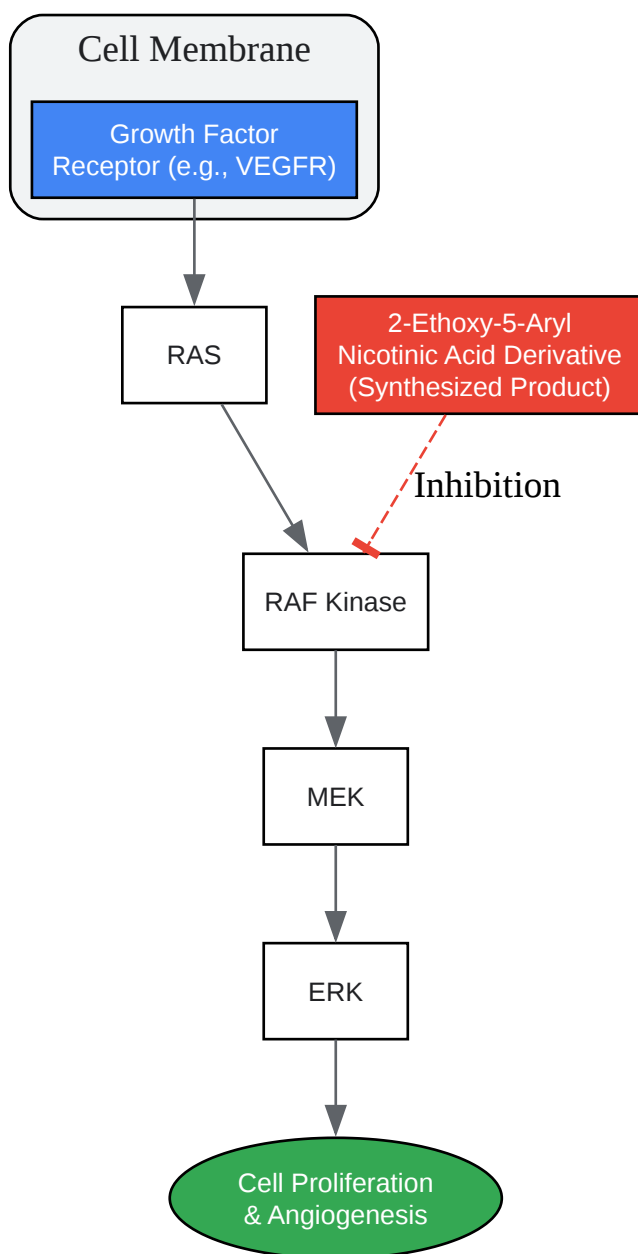 Cell Membrane
Growth Factor
Receptor (e.g., VEGFR)
RAS
2-Ethoxy-5-Aryl
Nicotinic Acid Derivative
(Synthesized Product)
Inhibition
RAF Kinase
MEK
ERK
Cell Proliferation
& Angiogenesis